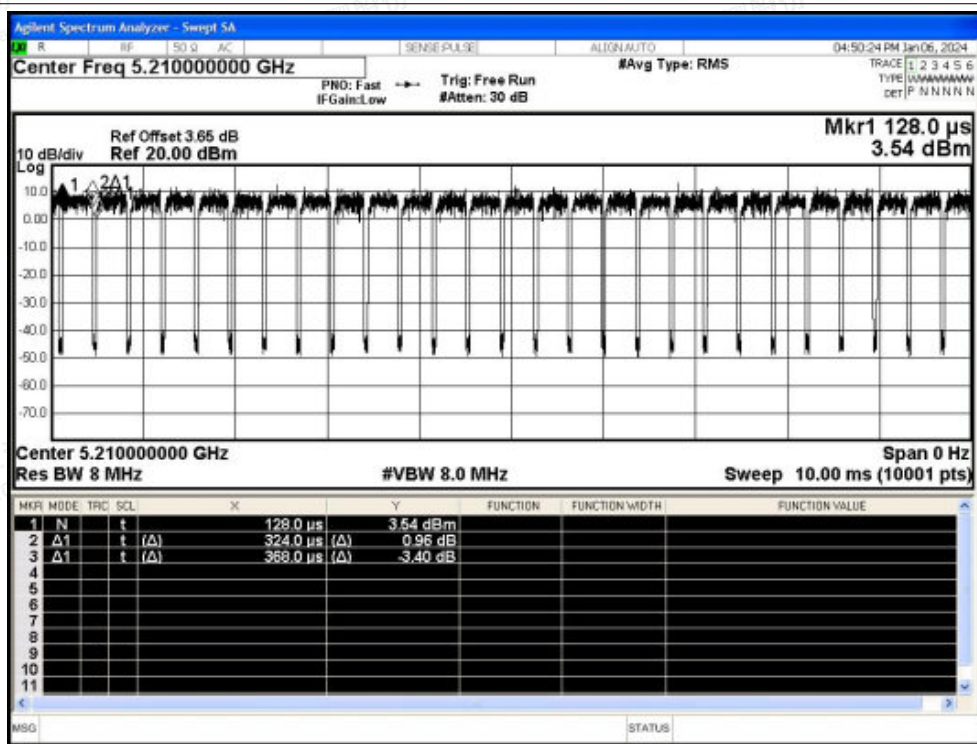 Agilent Spectrum Analyzer - Swept SA
R RF 50 Ω AC SENSE:PULSE ALIGN AUTO 04:50:24 PM Jan 06, 2024
Center Freq 5.210000000 GHz #Avg Type: RMS TRACE 1 2 3 4 5 6
PNO: Fast Trig: Free Run TYPE
IFGain:Low #Atten: 30 dB DET P N N N N N
Ref Offset 3.65 dB Mkr1 128.0 µs
10 dB/div Ref 20.00 dBm 3.54 dBm
Log
1 2Δ1
10.0
0.00
-10.0
-20.0
-30.0
-40.0
-50.0
-60.0
-70.0
Center 5.210000000 GHz Span 0 Hz
Res BW 8 MHz #VBW 8.0 MHz Sweep 10.00 ms (10001 pts)
MKR MODE TRC SCL X Y FUNCTION FUNCTION WIDTH FUNCTION VALUE
1 N t 128.0 µs 3.54 dBm
2 Δ1 t (Δ) 324.0 µs (Δ) 0.96 dB
3 Δ1 t (Δ) 368.0 µs (Δ) -3.40 dB
4
5
6
7
8
9
10
11
MSG STATUS